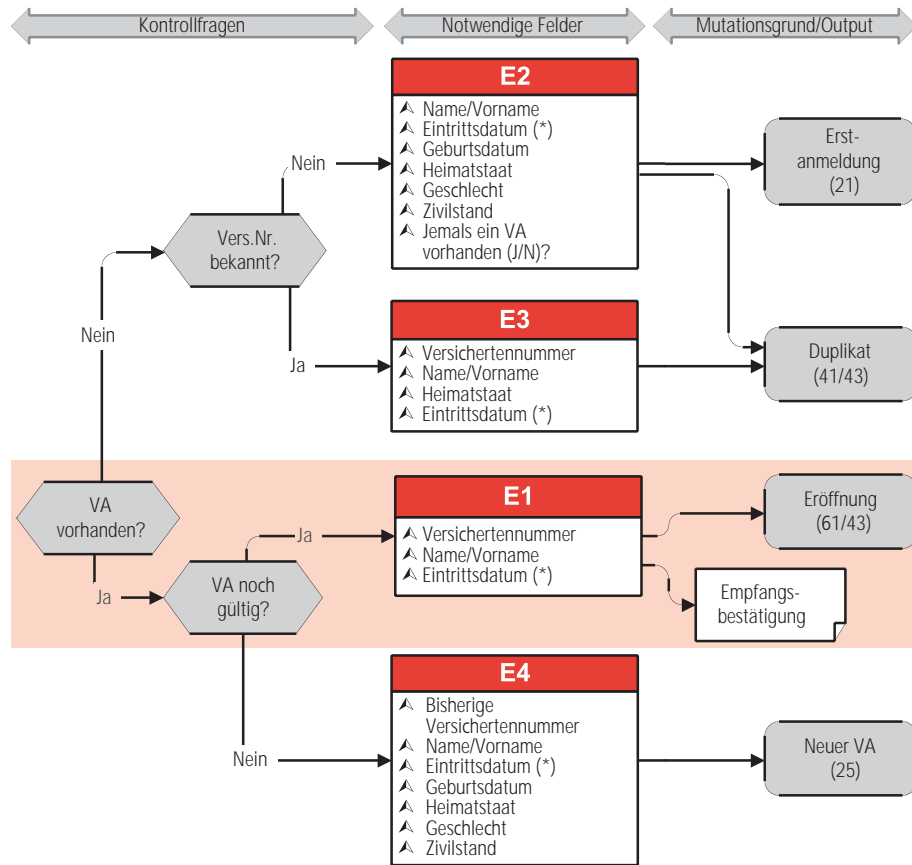 Kontrollfragen
Notwendige Felder
Mutationsgrund/Output
E2
Name/Vorname
Eintrittsdatum (*)
Geburtsdatum
Heimatstaat
Geschlecht
Zivilstand
Jemals ein VA
vorhanden (J/N)?
Erst-
anmeldung
(21)
Nein
Vers.Nr.
bekannt?
Nein
Ja
E3
Versichertennummer
Name/Vorname
Heimatstaat
Eintrittsdatum (*)
Duplikat
(41/43)
VA
vorhanden?
Ja
VA noch
gültig?
Ja
E1
Versichertennummer
Name/Vorname
Eintrittsdatum (*)
Eröffnung
(61/43)
Empfangs-
bestätigung
Nein
E4
Bisherige
Versichertennummer
Name/Vorname
Eintrittsdatum (*)
Geburtsdatum
Heimatstaat
Geschlecht
Zivilstand
Neuer VA
(25)